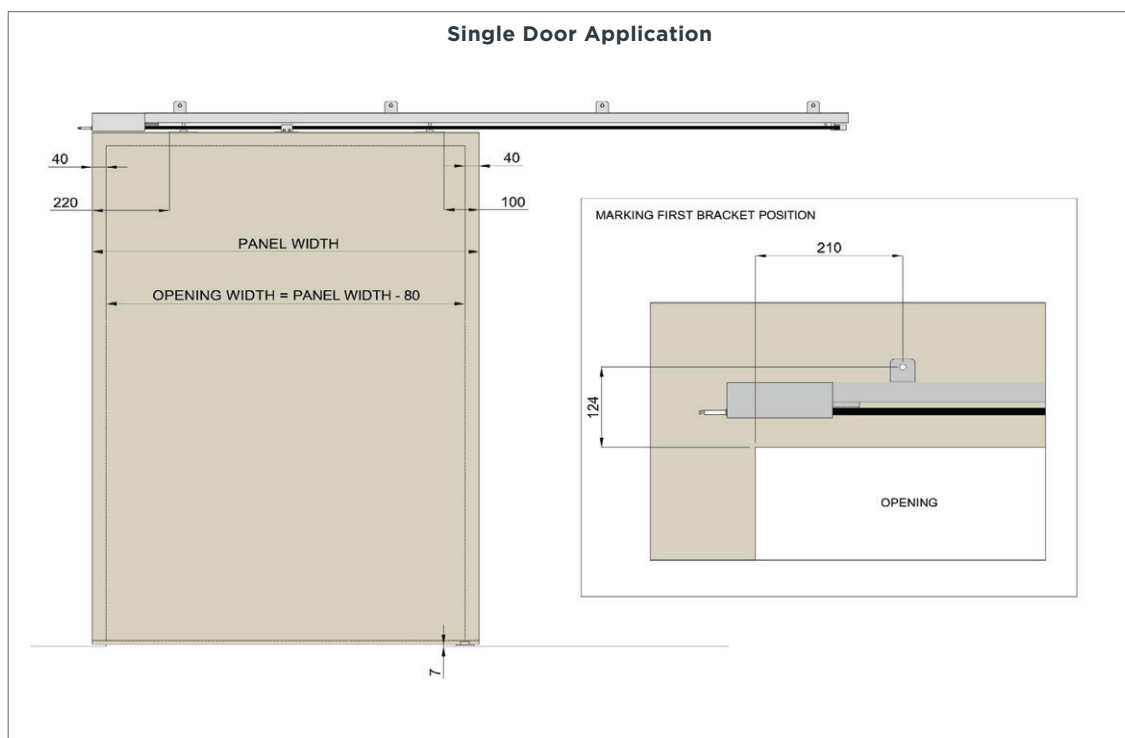 Single Door Application
40
40
220
100
PANEL WIDTH
OPENING WIDTH = PANEL WIDTH - 80
7
MARKING FIRST BRACKET POSITION
210
124
OPENING